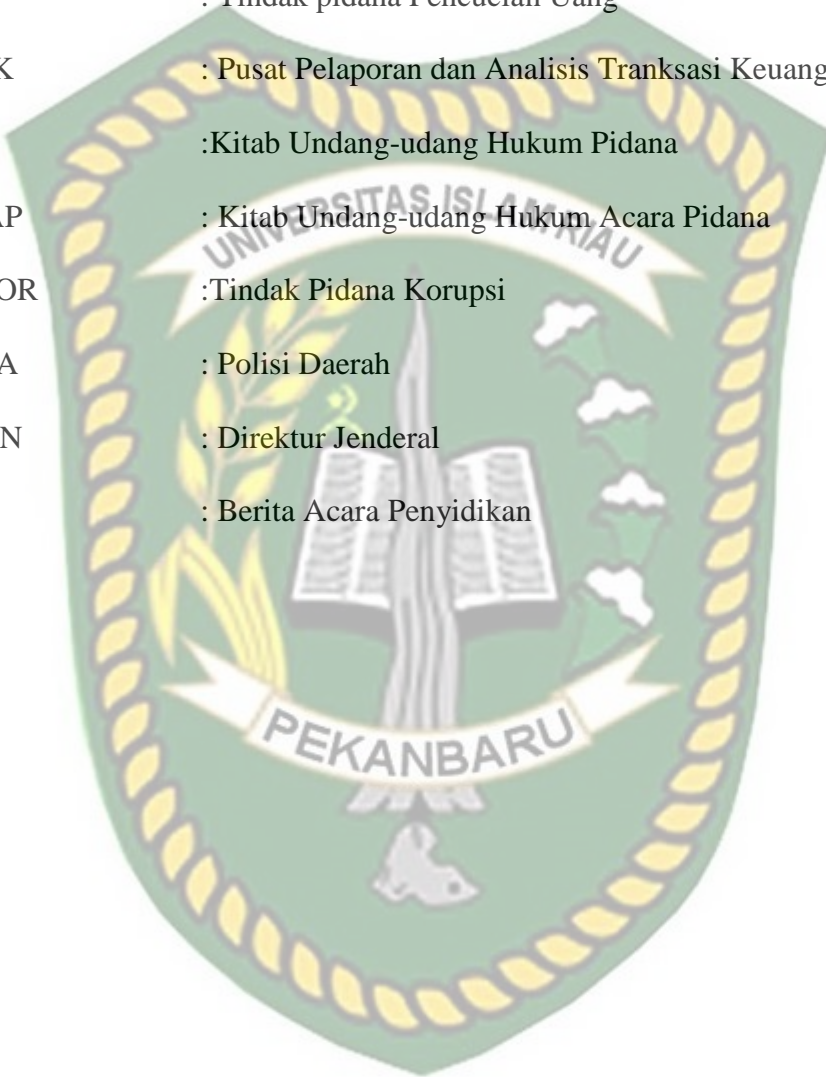 : Tindak pidana Pencucian Uang
K : Pusat Pelaporan dan Analisis Tranksasi Keuang
:Kitab Undang-udang Hukum Pidana
AP : Kitab Undang-udang Hukum Acara Pidana
UNIVERSITAS ISLAM RIAU
OR :Tindak Pidana Korupsi
A : Polisi Daerah
N : Direktur Jenderal
: Berita Acara Penyidikan
PEKANBARU